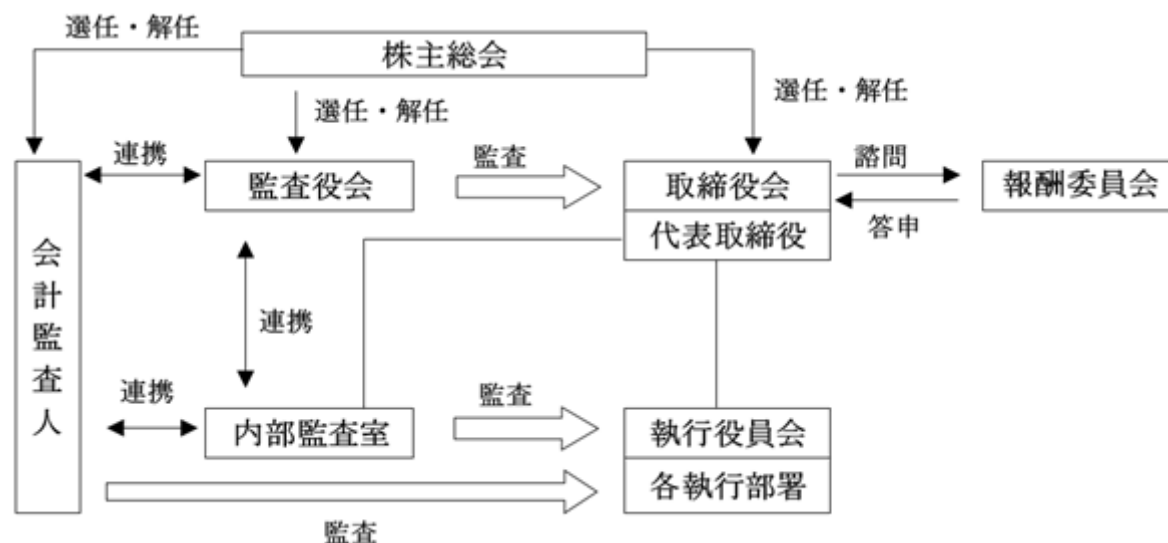 選任・解任
株主総会
選任・解任
選任・解任
連携
監査役会
監査
取締役会
諮問
報酬委員会
答申
代表取締役
会計監査人
連携
連携
内部監査室
監査
執行役員会
各執行部署
監査